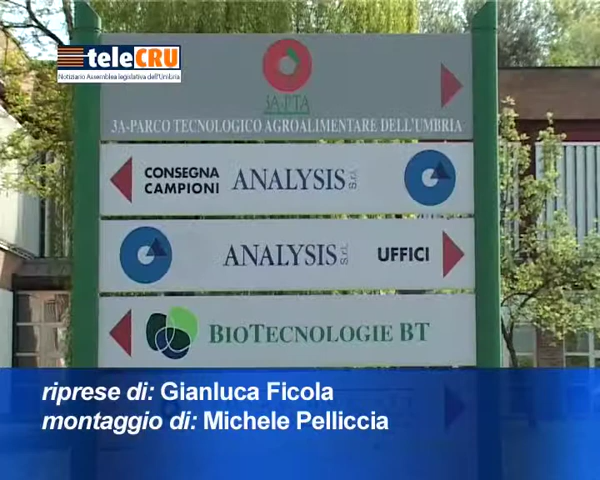 teleCRU
Notiziario Assemblea legislativa dell'Umbria
3A-PTA
3A-PARCO TECNOLOGICO AGROALIMENTARE DELL'UMBRIA
CONSEGNA
CAMPIONI
ANALYSIS S.r.l.
ANALYSIS S.r.l.
UFFICI
BIOTECNOLOGIE BT
riprese di: Gianluca Ficola
montaggio di: Michele Pelliccia